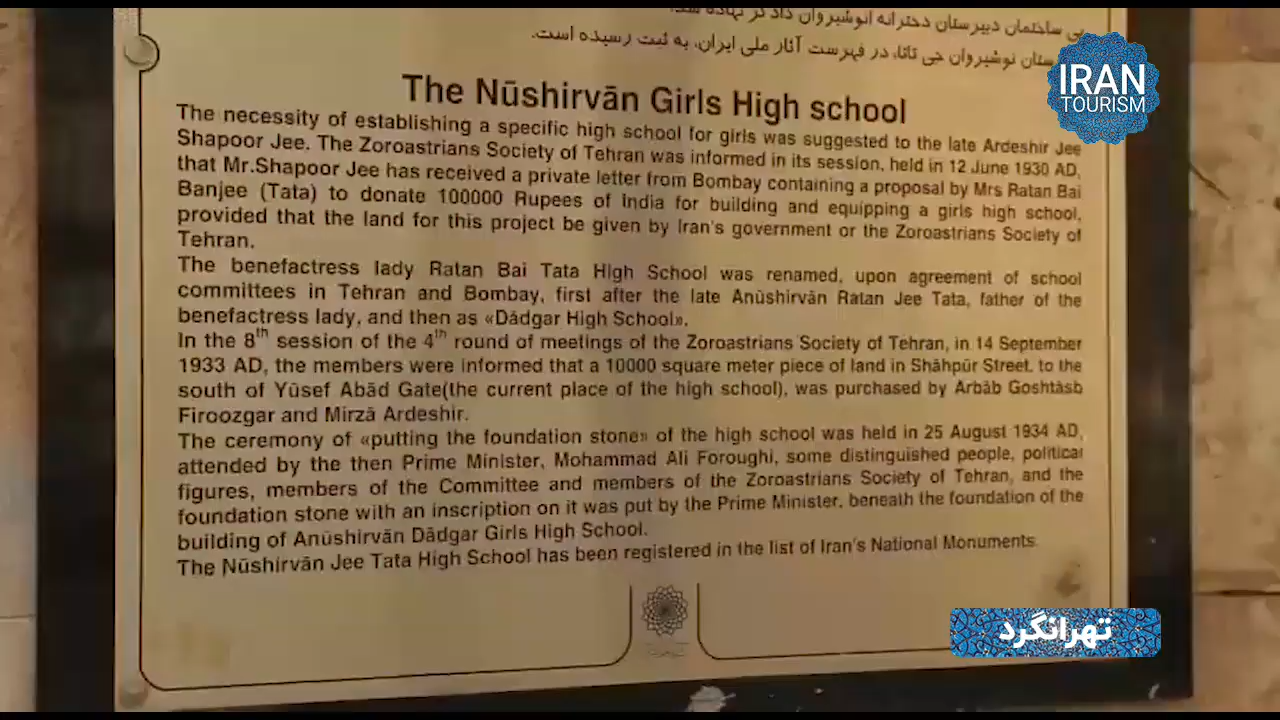 ساختمان دبیرستان دخترانه انوشیروان دادگر نهاده شد.
نوشیروان جی تاتا، در فهرست آثار ملی ایران، به ثبت رسیده است.
IRAN
TOURISM
The Nūshirvān Girls High school
The necessity of establishing a specific high school for girls was suggested to the late Ardeshir Jee
Shapoor Jee. The Zoroastrians Society of Tehran was informed in its session, held in 12 June 1930 AD,
that Mr.Shapoor Jee has received a private letter from Bombay containing a proposal by Mrs Ratan Bai
Banjee (Tata) to donate 100000 Rupees of India for building and equipping a girls high school,
provided that the land for this project be given by Iran's government or the Zoroastrians Society of
Tehran.
The benefactress lady Ratan Bai Tata High School was renamed, upon agreement of school
committees in Tehran and Bombay, first after the late Anūshirvān Ratan Jee Tata, father of the
benefactress lady, and then as «Dādgar High School».
In the 8th session of the 4th round of meetings of the Zoroastrians Society of Tehran, in 14 September
1933 AD, the members were informed that a 10000 square meter piece of land in Shāhpūr Street, to the
south of Yūsef Abād Gate(the current place of the high school), was purchased by Arbāb Goshtāsb
Firoozgar and Mirzā Ardeshir.
The ceremony of «putting the foundation stone» of the high school was held in 25 August 1934 AD,
attended by the then Prime Minister, Mohammad Ali Foroughi, some distinguished people, political
figures, members of the Committee and members of the Zoroastrians Society of Tehran, and the
foundation stone with an inscription on it was put by the Prime Minister, beneath the foundation of the
building of Anūshirvān Dādgar Girls High School.
The Nūshirvān Jee Tata High School has been registered in the list of Iran's National Monuments.
تهرانگرد